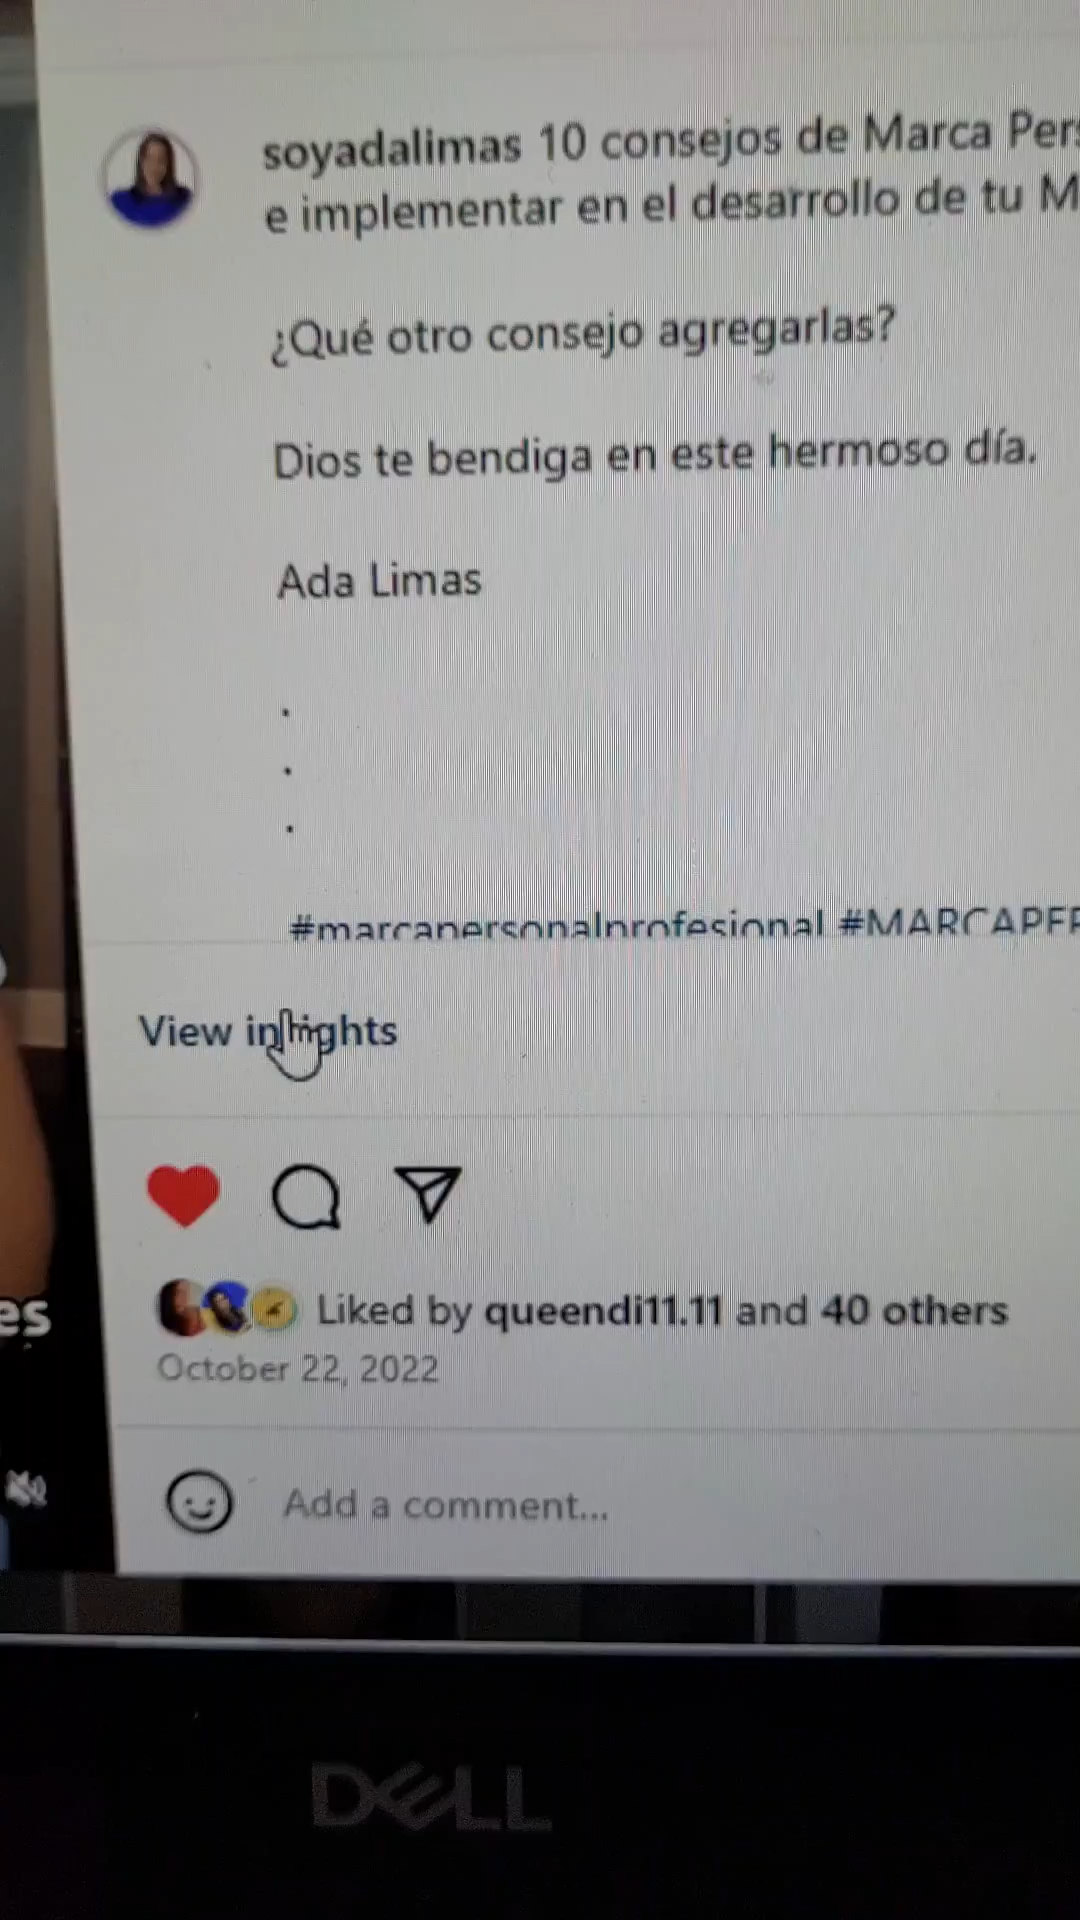 soyadalimas 10 consejos de Marca Pers
e implementar en el desarrollo de tu M
¿Qué otro consejo agregarlas?
Dios te bendiga en este hermoso día.
Ada Limas
.
.
.
#marcapersonalprofesional #MARCAPER
View insights
Liked by queendi11.11 and 40 others
October 22, 2022
es
Add a comment...
DELL